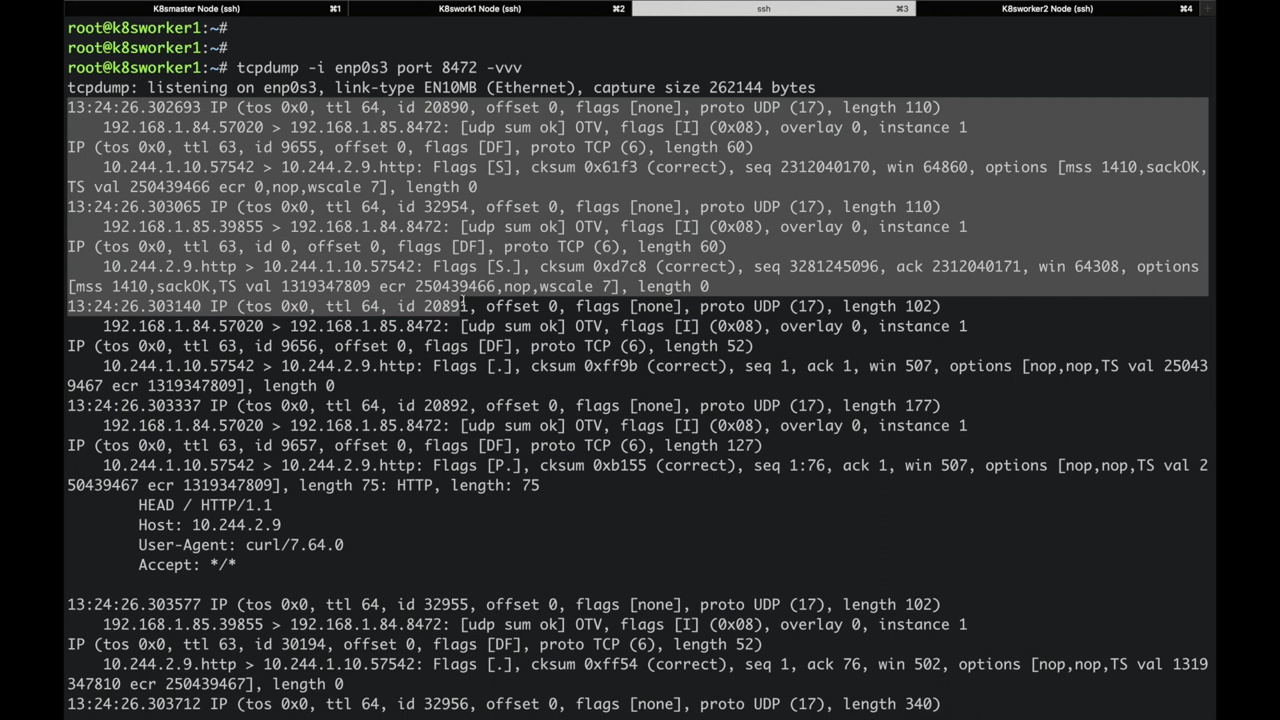 K8smaster Node (ssh) ⌘1 K8swork1 Node (ssh) ⌘2 ssh ⌘3 K8sworker2 Node (ssh) ⌘4 +
root@k8sworker1:~#
root@k8sworker1:~#
root@k8sworker1:~# tcpdump -i enp0s3 port 8472 -vvv
tcpdump: listening on enp0s3, link-type EN10MB (Ethernet), capture size 262144 bytes
13:24:26.302693 IP (tos 0x0, ttl 64, id 20890, offset 0, flags [none], proto UDP (17), length 110)
192.168.1.84.57020 > 192.168.1.85.8472: [udp sum ok] OTV, flags [I] (0x08), overlay 0, instance 1
IP (tos 0x0, ttl 63, id 9655, offset 0, flags [DF], proto TCP (6), length 60)
10.244.1.10.57542 > 10.244.2.9.http: Flags [S], cksum 0x61f3 (correct), seq 2312040170, win 64860, options [mss 1410,sackOK,
TS val 250439466 ecr 0,nop,wscale 7], length 0
13:24:26.303065 IP (tos 0x0, ttl 64, id 32954, offset 0, flags [none], proto UDP (17), length 110)
192.168.1.85.39855 > 192.168.1.84.8472: [udp sum ok] OTV, flags [I] (0x08), overlay 0, instance 1
IP (tos 0x0, ttl 63, id 0, offset 0, flags [DF], proto TCP (6), length 60)
10.244.2.9.http > 10.244.1.10.57542: Flags [S.], cksum 0xd7c8 (correct), seq 3281245096, ack 2312040171, win 64308, options
[mss 1410,sackOK,TS val 1319347809 ecr 250439466,nop,wscale 7], length 0
13:24:26.303140 IP (tos 0x0, ttl 64, id 20891, offset 0, flags [none], proto UDP (17), length 102)
192.168.1.84.57020 > 192.168.1.85.8472: [udp sum ok] OTV, flags [I] (0x08), overlay 0, instance 1
IP (tos 0x0, ttl 63, id 9656, offset 0, flags [DF], proto TCP (6), length 52)
10.244.1.10.57542 > 10.244.2.9.http: Flags [.], cksum 0xff9b (correct), seq 1, ack 1, win 507, options [nop,nop,TS val 25043
9467 ecr 1319347809], length 0
13:24:26.303337 IP (tos 0x0, ttl 64, id 20892, offset 0, flags [none], proto UDP (17), length 177)
192.168.1.84.57020 > 192.168.1.85.8472: [udp sum ok] OTV, flags [I] (0x08), overlay 0, instance 1
IP (tos 0x0, ttl 63, id 9657, offset 0, flags [DF], proto TCP (6), length 127)
10.244.1.10.57542 > 10.244.2.9.http: Flags [P.], cksum 0xb155 (correct), seq 1:76, ack 1, win 507, options [nop,nop,TS val 2
50439467 ecr 1319347809], length 75: HTTP, length: 75
HEAD / HTTP/1.1
Host: 10.244.2.9
User-Agent: curl/7.64.0
Accept: */*
13:24:26.303577 IP (tos 0x0, ttl 64, id 32955, offset 0, flags [none], proto UDP (17), length 102)
192.168.1.85.39855 > 192.168.1.84.8472: [udp sum ok] OTV, flags [I] (0x08), overlay 0, instance 1
IP (tos 0x0, ttl 63, id 30194, offset 0, flags [DF], proto TCP (6), length 52)
10.244.2.9.http > 10.244.1.10.57542: Flags [.], cksum 0xff54 (correct), seq 1, ack 76, win 502, options [nop,nop,TS val 1319
347810 ecr 250439467], length 0
13:24:26.303712 IP (tos 0x0, ttl 64, id 32956, offset 0, flags [none], proto UDP (17), length 340)